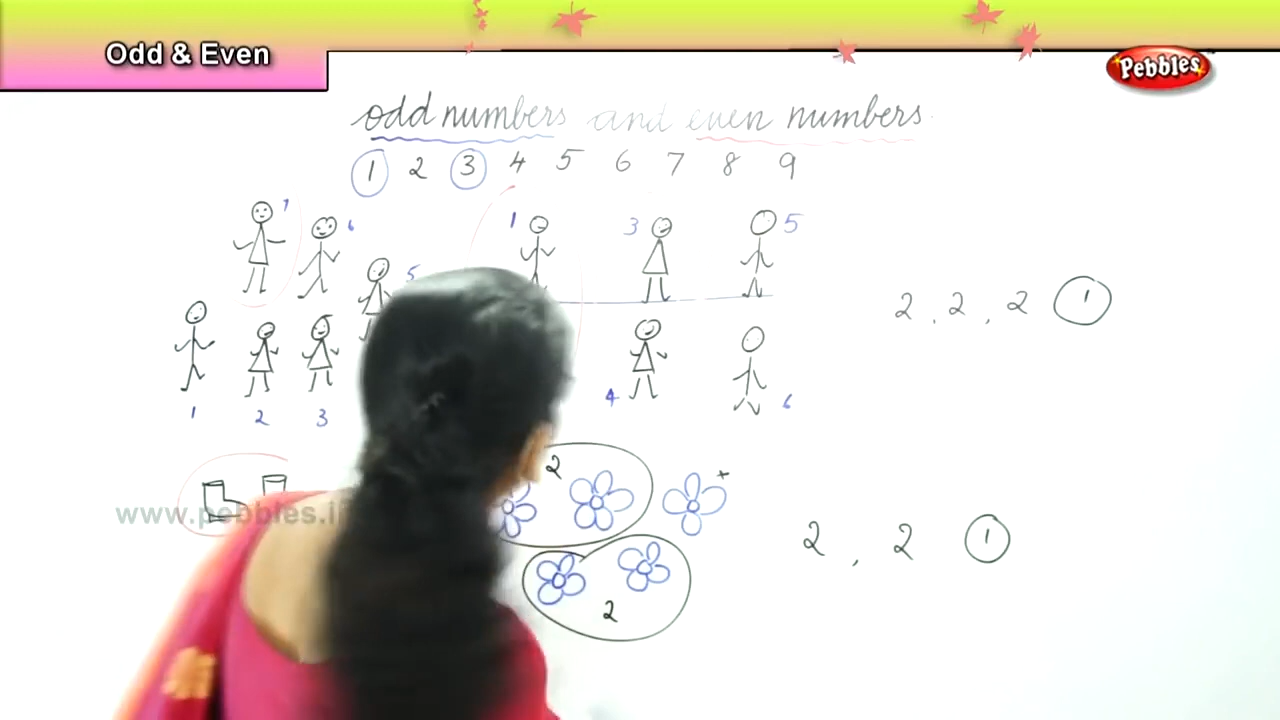 Odd & Even
Pebbles
odd numbers and even numbers
1 2 3 4 5 6 7 8 9
7 6 1 3 5
5
2, 2, 2 1
4 6
1 2 3
2
www.pebbles.i
2, 2 1
2